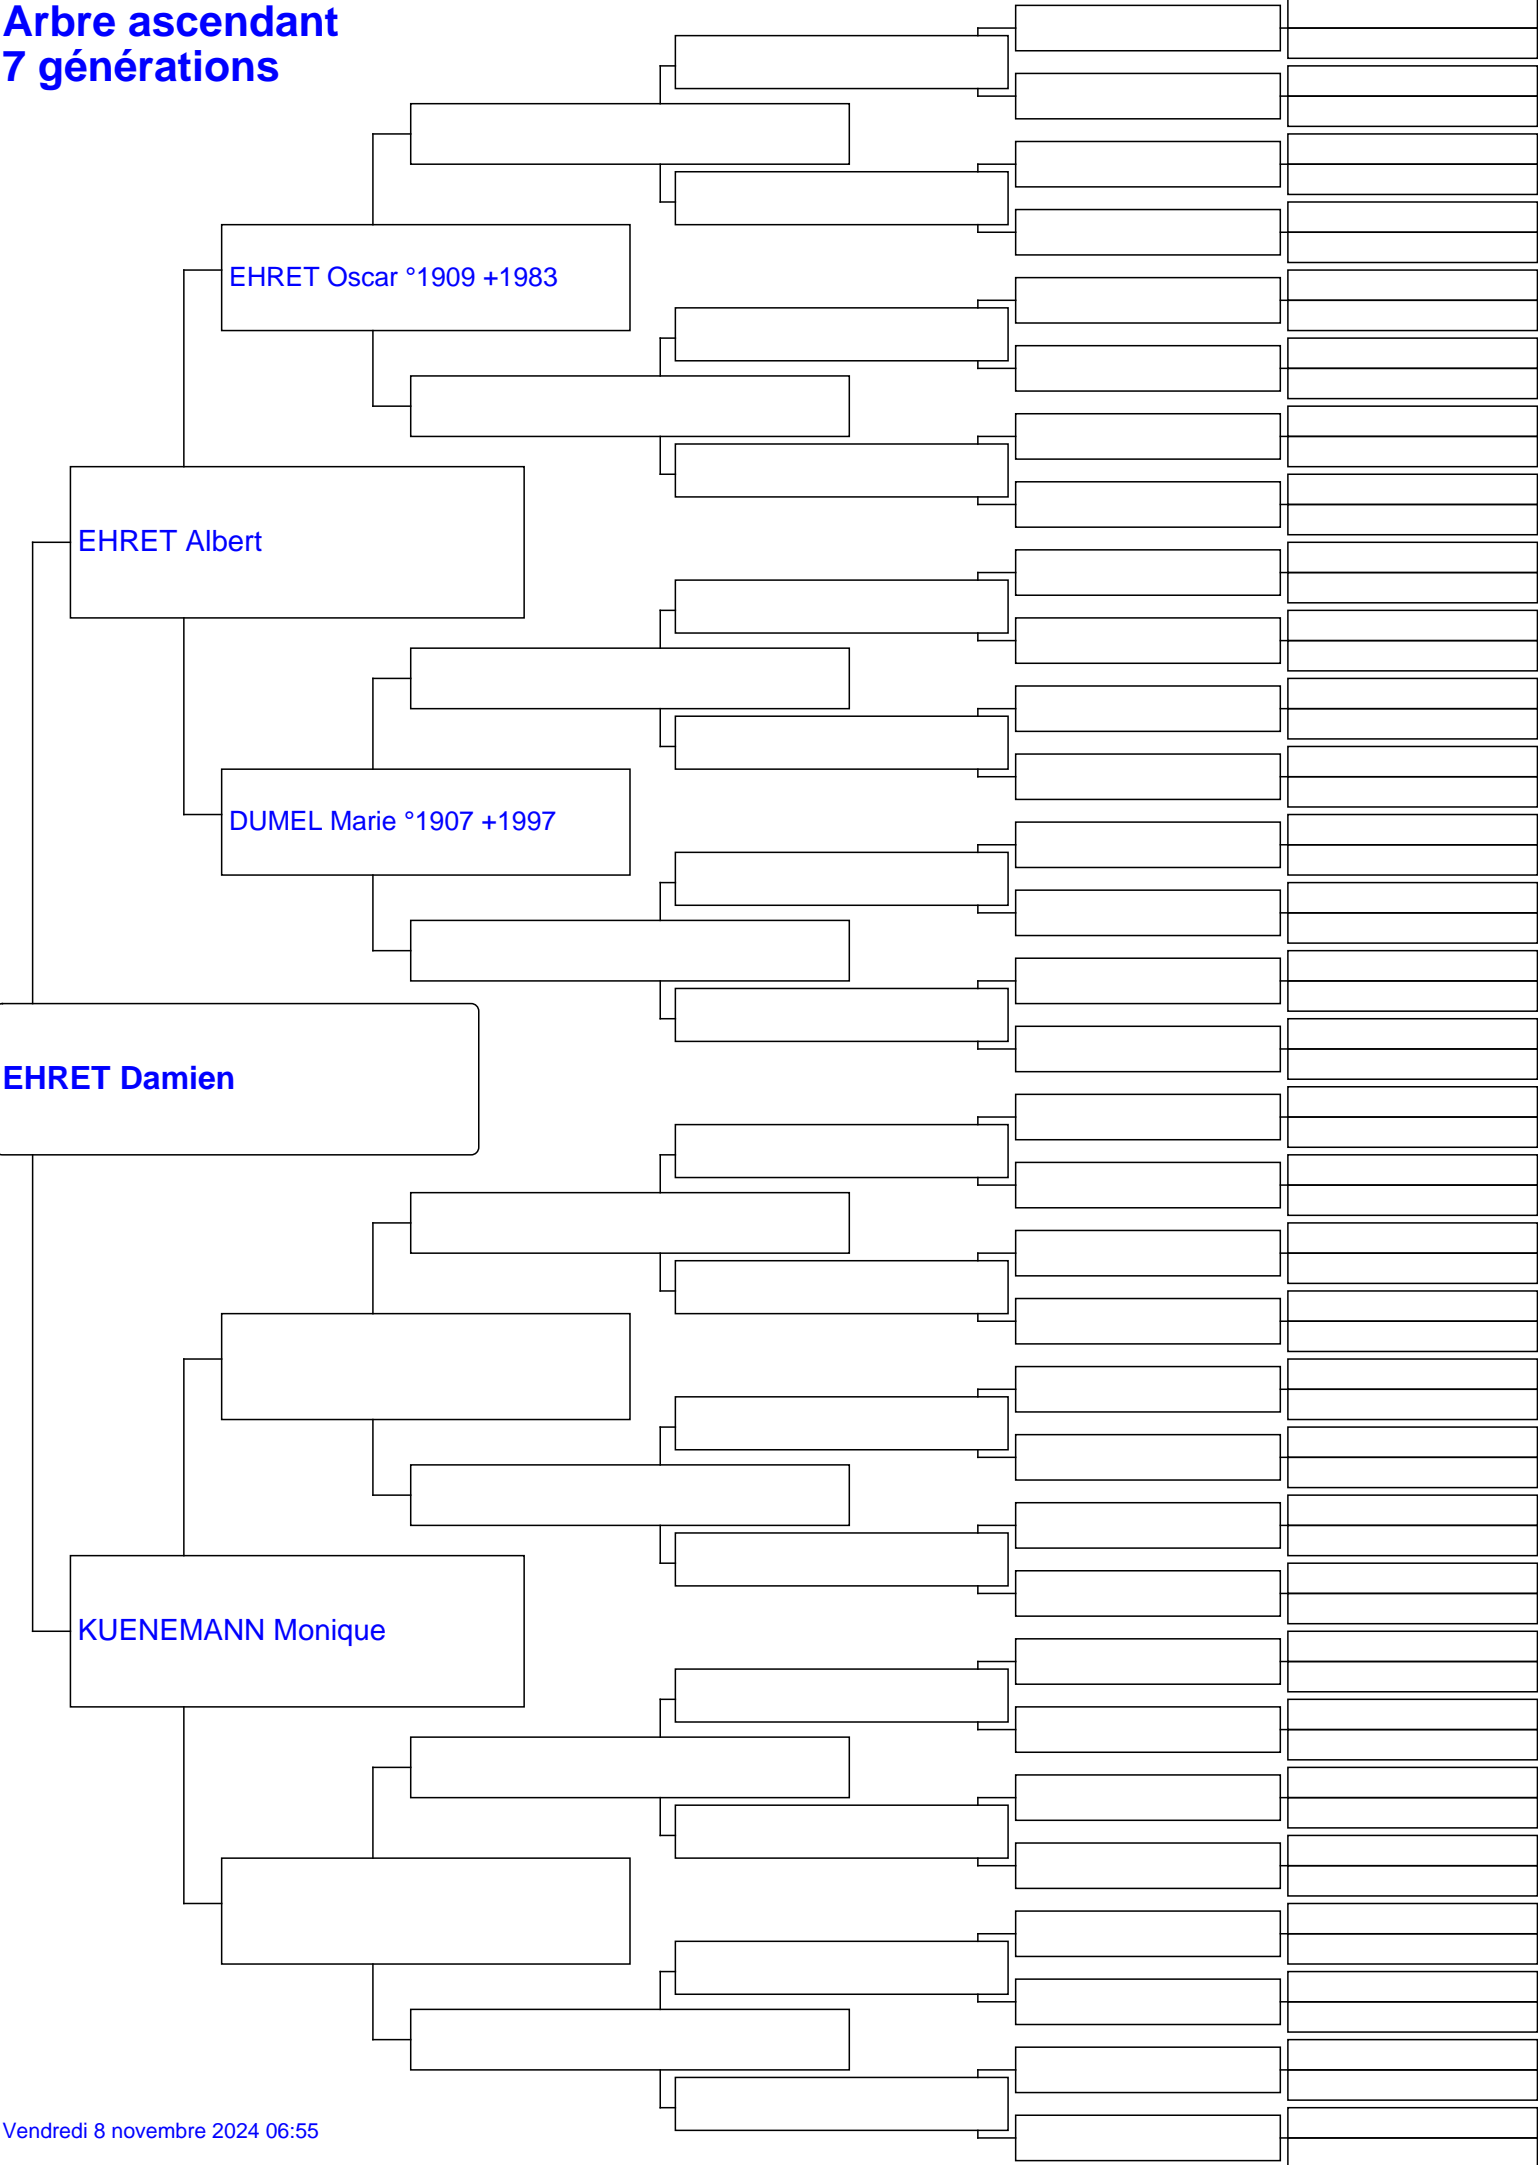 Arbre ascendant
7 générations
EHRET Oscar °1909 +1983
EHRET Albert
DUMEL Marie °1907 +1997
EHRET Damien
KUENEMANN Monique
Vendredi 8 novembre 2024 06:55